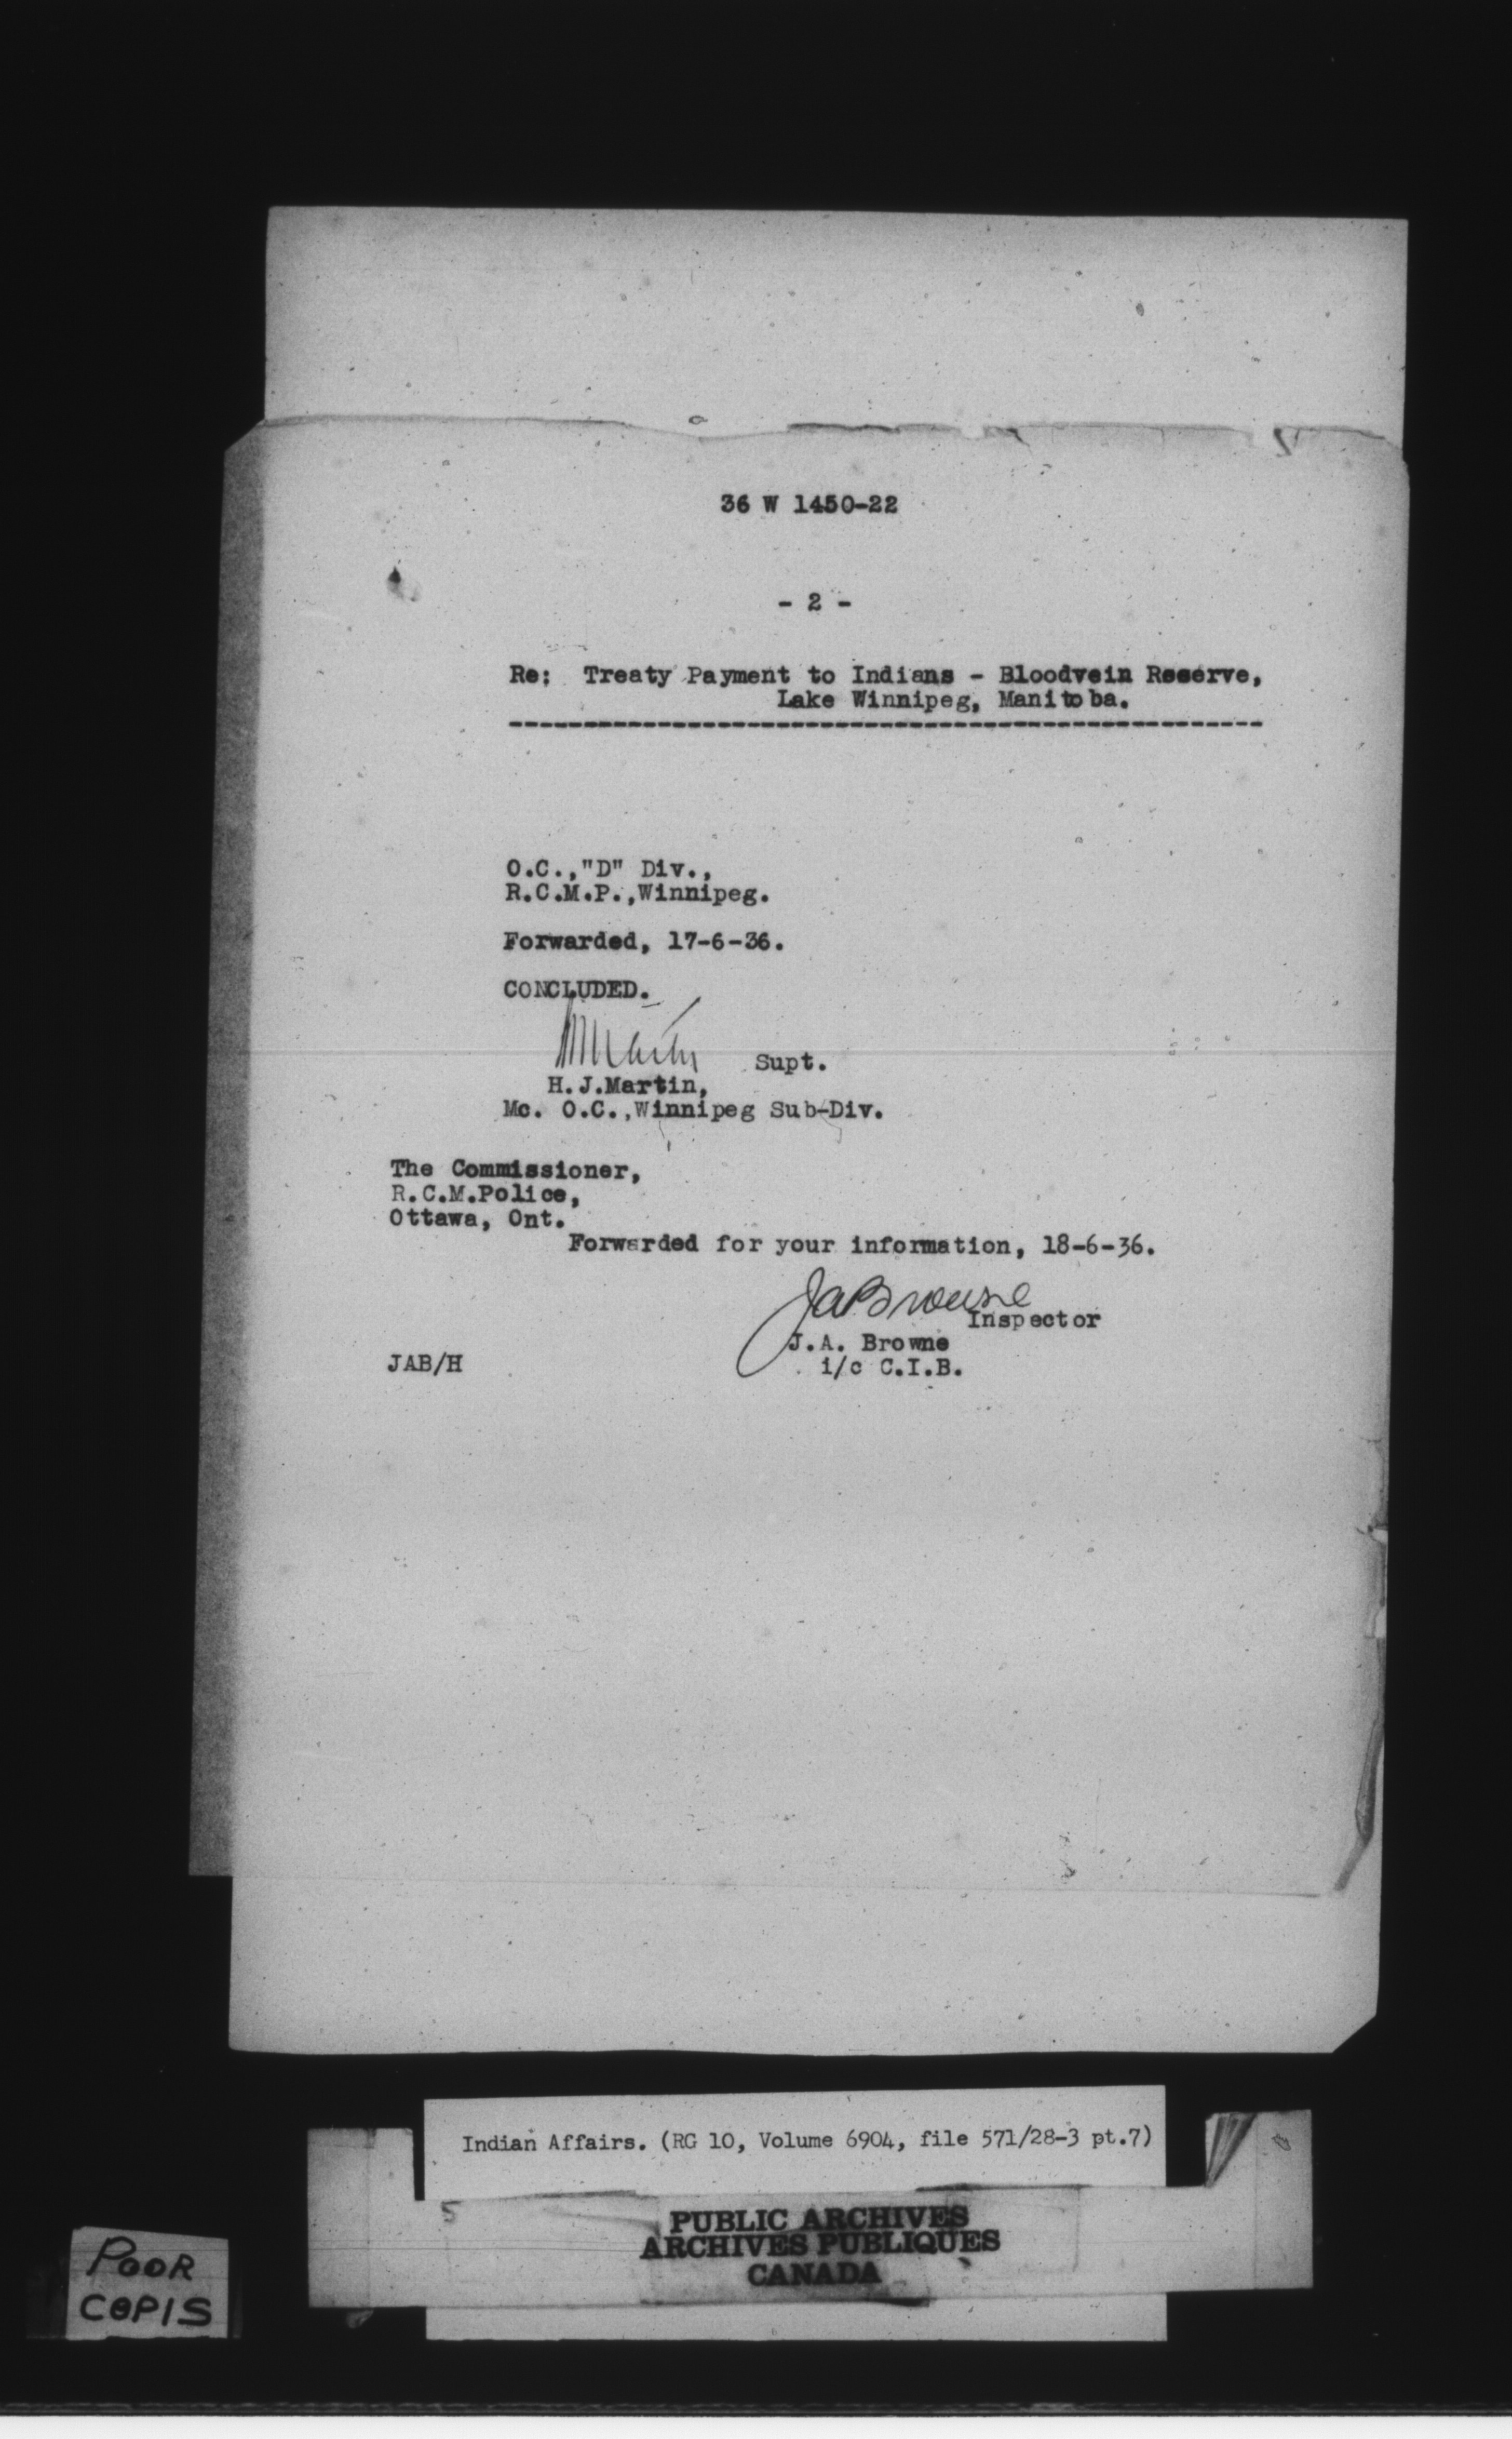 36 W 1450-22
- 2 -
Re: Treaty Payment to Indians - Bloodvein Reserve,
Lake Winnipeg, Manitoba.
O.C.,"D" Div.,
R.C.M.P.,Winnipeg.
Forwarded, 17-6-36.
CONCLUDED.
Supt.
H.J.Martin,
Mc. O.C.,Winnipeg Sub-Div.
The Commissioner,
R.C.M.Police,
Ottawa, Ont.
Forwarded for your information, 18-6-36.
JABrowne
Inspector
J.A. Browne
JAB/H
i/c C.I.B.
Indian Affairs. (RG 10, Volume 6904, file 571/28-3 pt.7)
5
PUBLIC ARCHIVES
ARCHIVES PUBLIQUES
CANADA
POOR
COPIS